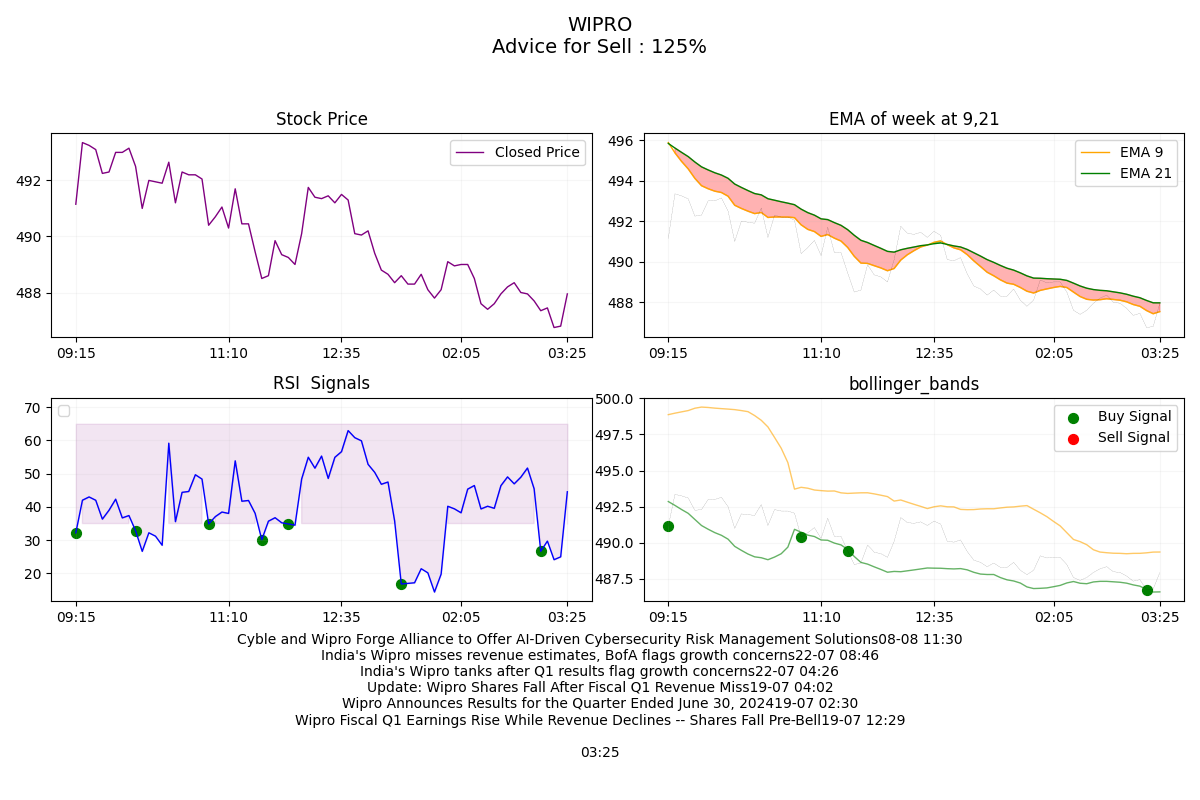 WIPRO
Advice for Sell : 125%
Stock Price
Closed Price
492
490
488
09:15 11:10 12:35 02:05 03:25
EMA of week at 9,21
EMA 9
EMA 21
496
494
492
490
488
09:15 11:10 12:35 02:05 03:25
RSI  Signals
70
60
50
40
30
20
09:15 11:10 12:35 02:05 03:25
bollinger_bands
Buy Signal
Sell Signal
500.0
497.5
495.0
492.5
490.0
487.5
09:15 11:10 12:35 02:05 03:25
Cyble and Wipro Forge Alliance to Offer AI-Driven Cybersecurity Risk Management Solutions08-08 11:30
India's Wipro misses revenue estimates, BofA flags growth concerns22-07 08:46
India's Wipro tanks after Q1 results flag growth concerns22-07 04:26
Update: Wipro Shares Fall After Fiscal Q1 Revenue Miss19-07 04:02
Wipro Announces Results for the Quarter Ended June 30, 202419-07 02:30
Wipro Fiscal Q1 Earnings Rise While Revenue Declines -- Shares Fall Pre-Bell19-07 12:29
03:25